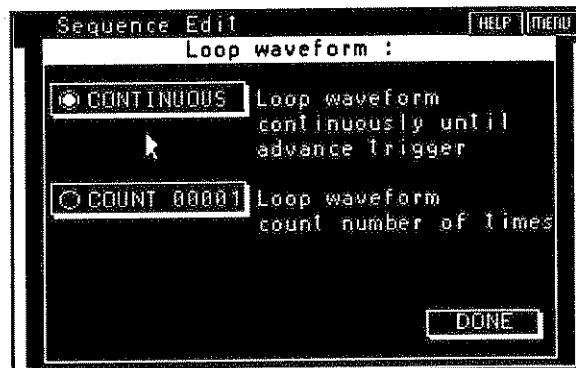 Sequence Edit HELP MENU
Loop waveform :
CONTINUOUS Loop waveform
continuously until
advance trigger
COUNT 00001 Loop waveform
count number of times
DONE